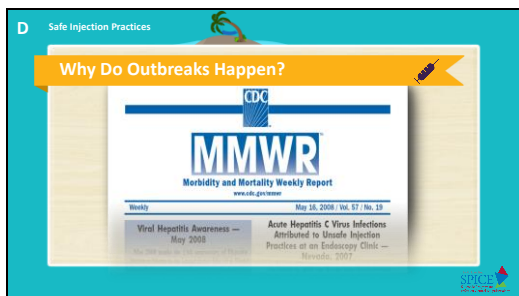 D Safe Injection Practices
Why Do Outbreaks Happen?
CDC
MMWR
Morbidity and Mortality Weekly Report
www.cdc.gov/mmwr
Weekly
May 16, 2008 / Vol. 57 / No. 19
Viral Hepatitis Awareness —
May 2008
Acute Hepatitis C Virus Infections
Attributed to Unsafe Injection
Practices at an Endoscopy Clinic —
Nevada, 2007
SPICE